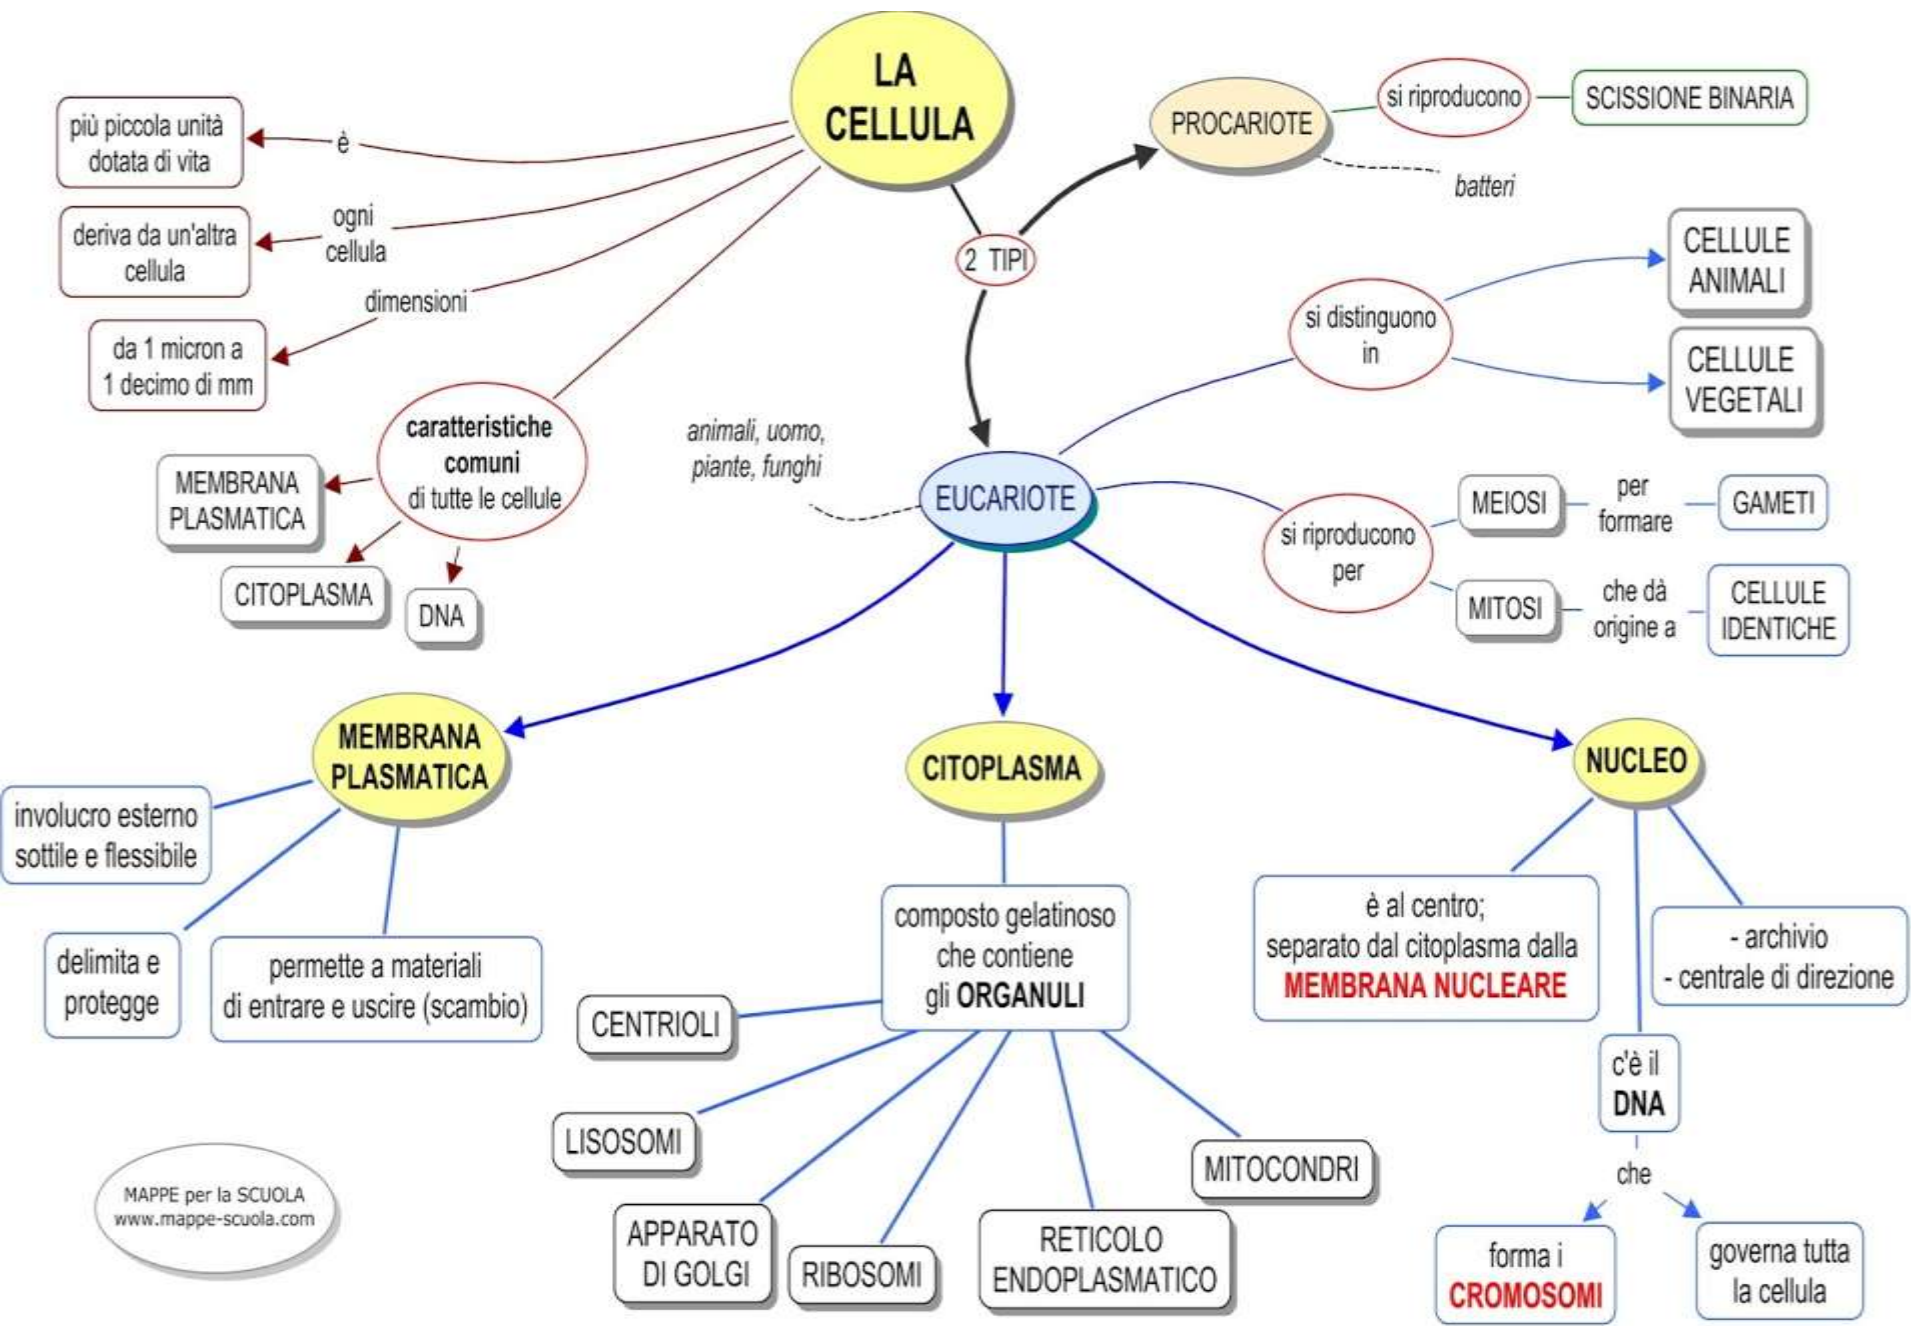 LA
CELLULA
è
più piccola unità
dotata di vita
ogni
cellula
deriva da un'altra
cellula
dimensioni
da 1 micron a
1 decimo di mm
caratteristiche
comuni
di tutte le cellule
MEMBRANA
PLASMATICA
CITOPLASMA
DNA
2 TIPI
PROCARIOTE
si riproducono
SCISSIONE BINARIA
batteri
EUCARIOTE
animali, uomo,
piante, funghi
si distinguono
in
CELLULE
ANIMALI
CELLULE
VEGETALI
si riproducono
per
MEIOSI
per
formare
GAMETI
MITOSI
che dà
origine a
CELLULE
IDENTICHE
MEMBRANA
PLASMATICA
involucro esterno
sottile e flessibile
delimita e
protegge
permette a materiali
di entrare e uscire (scambio)
CITOPLASMA
composto gelatinoso
che contiene
gli ORGANULI
CENTRIOLI
LISOSOMI
APPARATO
DI GOLGI
RIBOSOMI
RETICOLO
ENDOPLASMATICO
MITOCONDRI
NUCLEO
è al centro;
separato dal citoplasma dalla
MEMBRANA NUCLEARE
- archivio
- centrale di direzione
c'è il
DNA
che
forma i
CROMOSOMI
governa tutta
la cellula
MAPPE per la SCUOLA
www.mappe-scuola.com